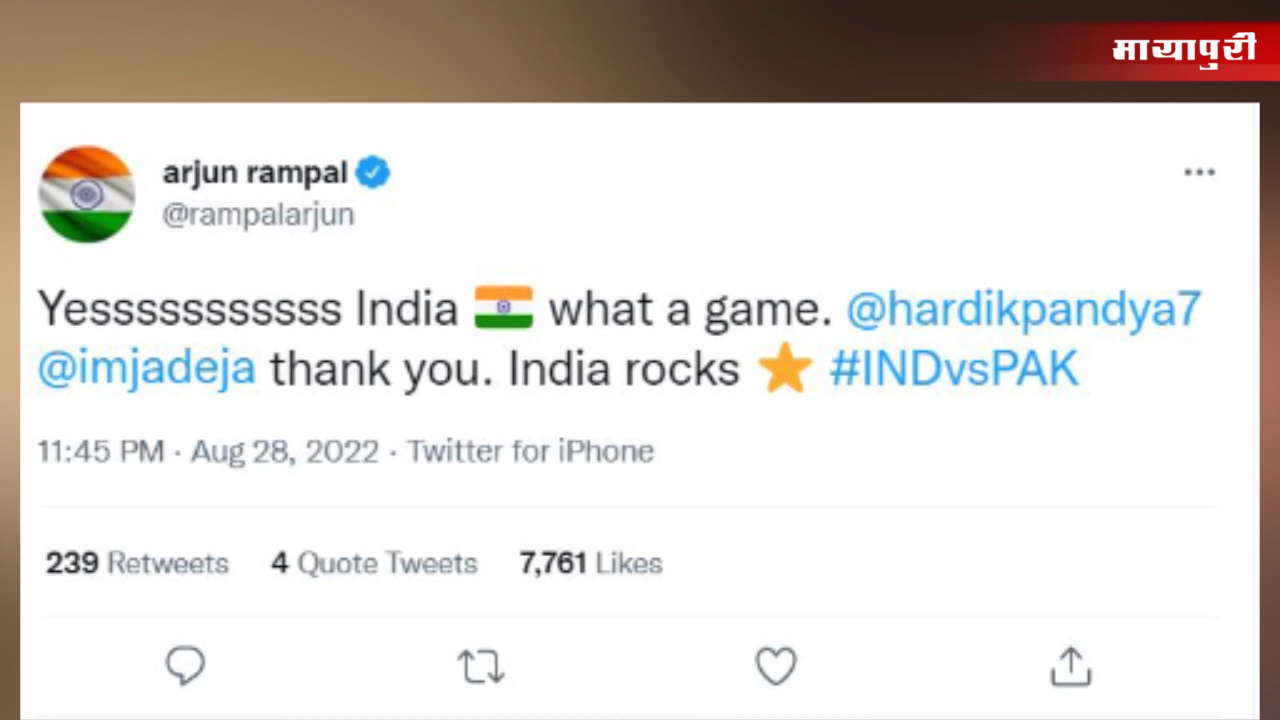 मायापुरी
arjun rampal
@rampalarjun
Yesssssssssss India 🇮🇳 what a game. @hardikpandya7
@imjadeja thank you. India rocks ⭐ #INDvsPAK
11:45 PM · Aug 28, 2022 · Twitter for iPhone
239 Retweets 4 Quote Tweets 7,761 Likes